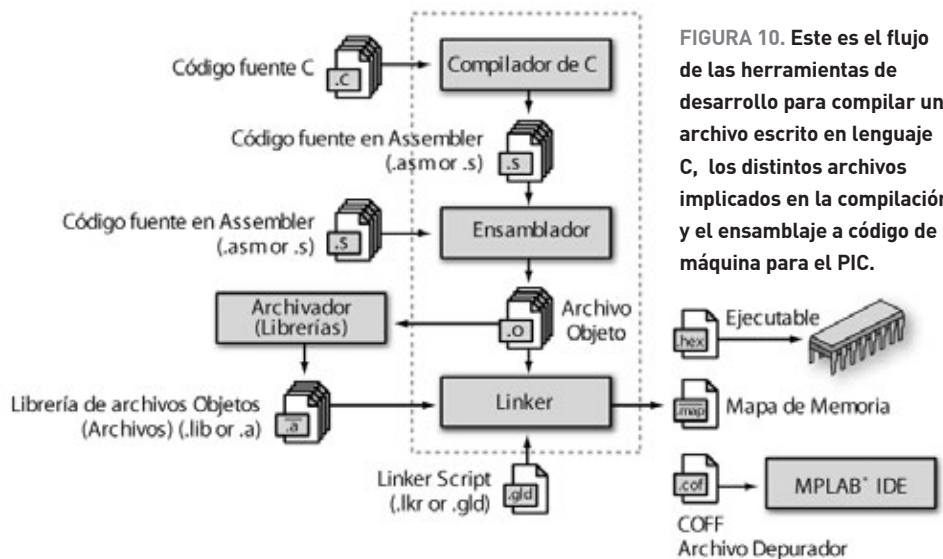 Código fuente C
.c
Compilador de C
Código fuente en Assembler
(.asm or .s)
.s
Código fuente en Assembler
(.asm or .s)
.s
Ensamblador
Archivador
(Librerías)
.o
Archivo
Objeto
Librería de archivos Objetos
(Archivos) (.lib or .a)
.a
Linker
Linker Script
(.lkr or .gld)
.gld
FIGURA 10. Este es el flujo
de las herramientas de
desarrollo para compilar un
archivo escrito en lenguaje
C, los distintos archivos
implicados en la compilación
y el ensamblaje a código de
máquina para el PIC.
.hex
Ejecutable
.map
Mapa de Memoria
.cof
MPLAB® IDE
COFF
Archivo Depurador